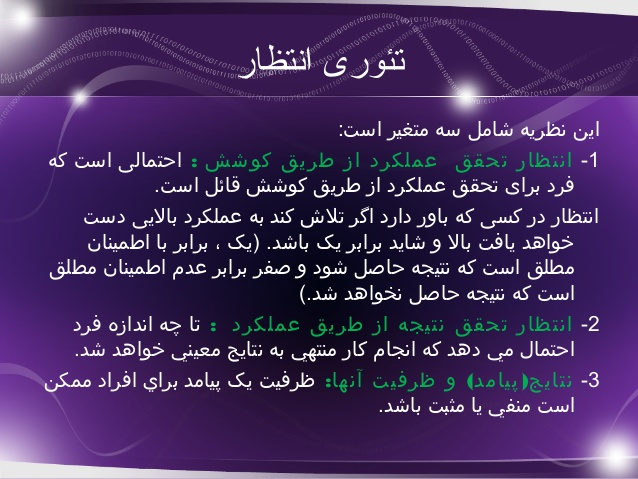 تئوری انتظار
این نظریه شامل سه متغیر است:
1- انتظار تحقق عملکرد از طریق کوشش : احتمالی است که
فرد برای تحقق عملکرد از طریق کوشش قائل است.
انتظار در کسی که باور دارد اگر تلاش کند به عملکرد بالایی دست
خواهد یافت بالا و شاید برابر یک باشد. (یک ، برابر با اطمینان
مطلق است که نتیجه حاصل شود و صفر برابر عدم اطمینان مطلق
است که نتیجه حاصل نخواهد شد.)
2- انتظار تحقق نتیجه از طریق عملکرد : تا چه اندازه فرد
احتمال مي دهد که انجام کار منتهي به نتایج معیني خواهد شد.
3- نتایج(پیامد) و ظرفیت آنها: ظرفیت یک پیامد براي افراد ممکن
است منفي یا مثبت باشد.